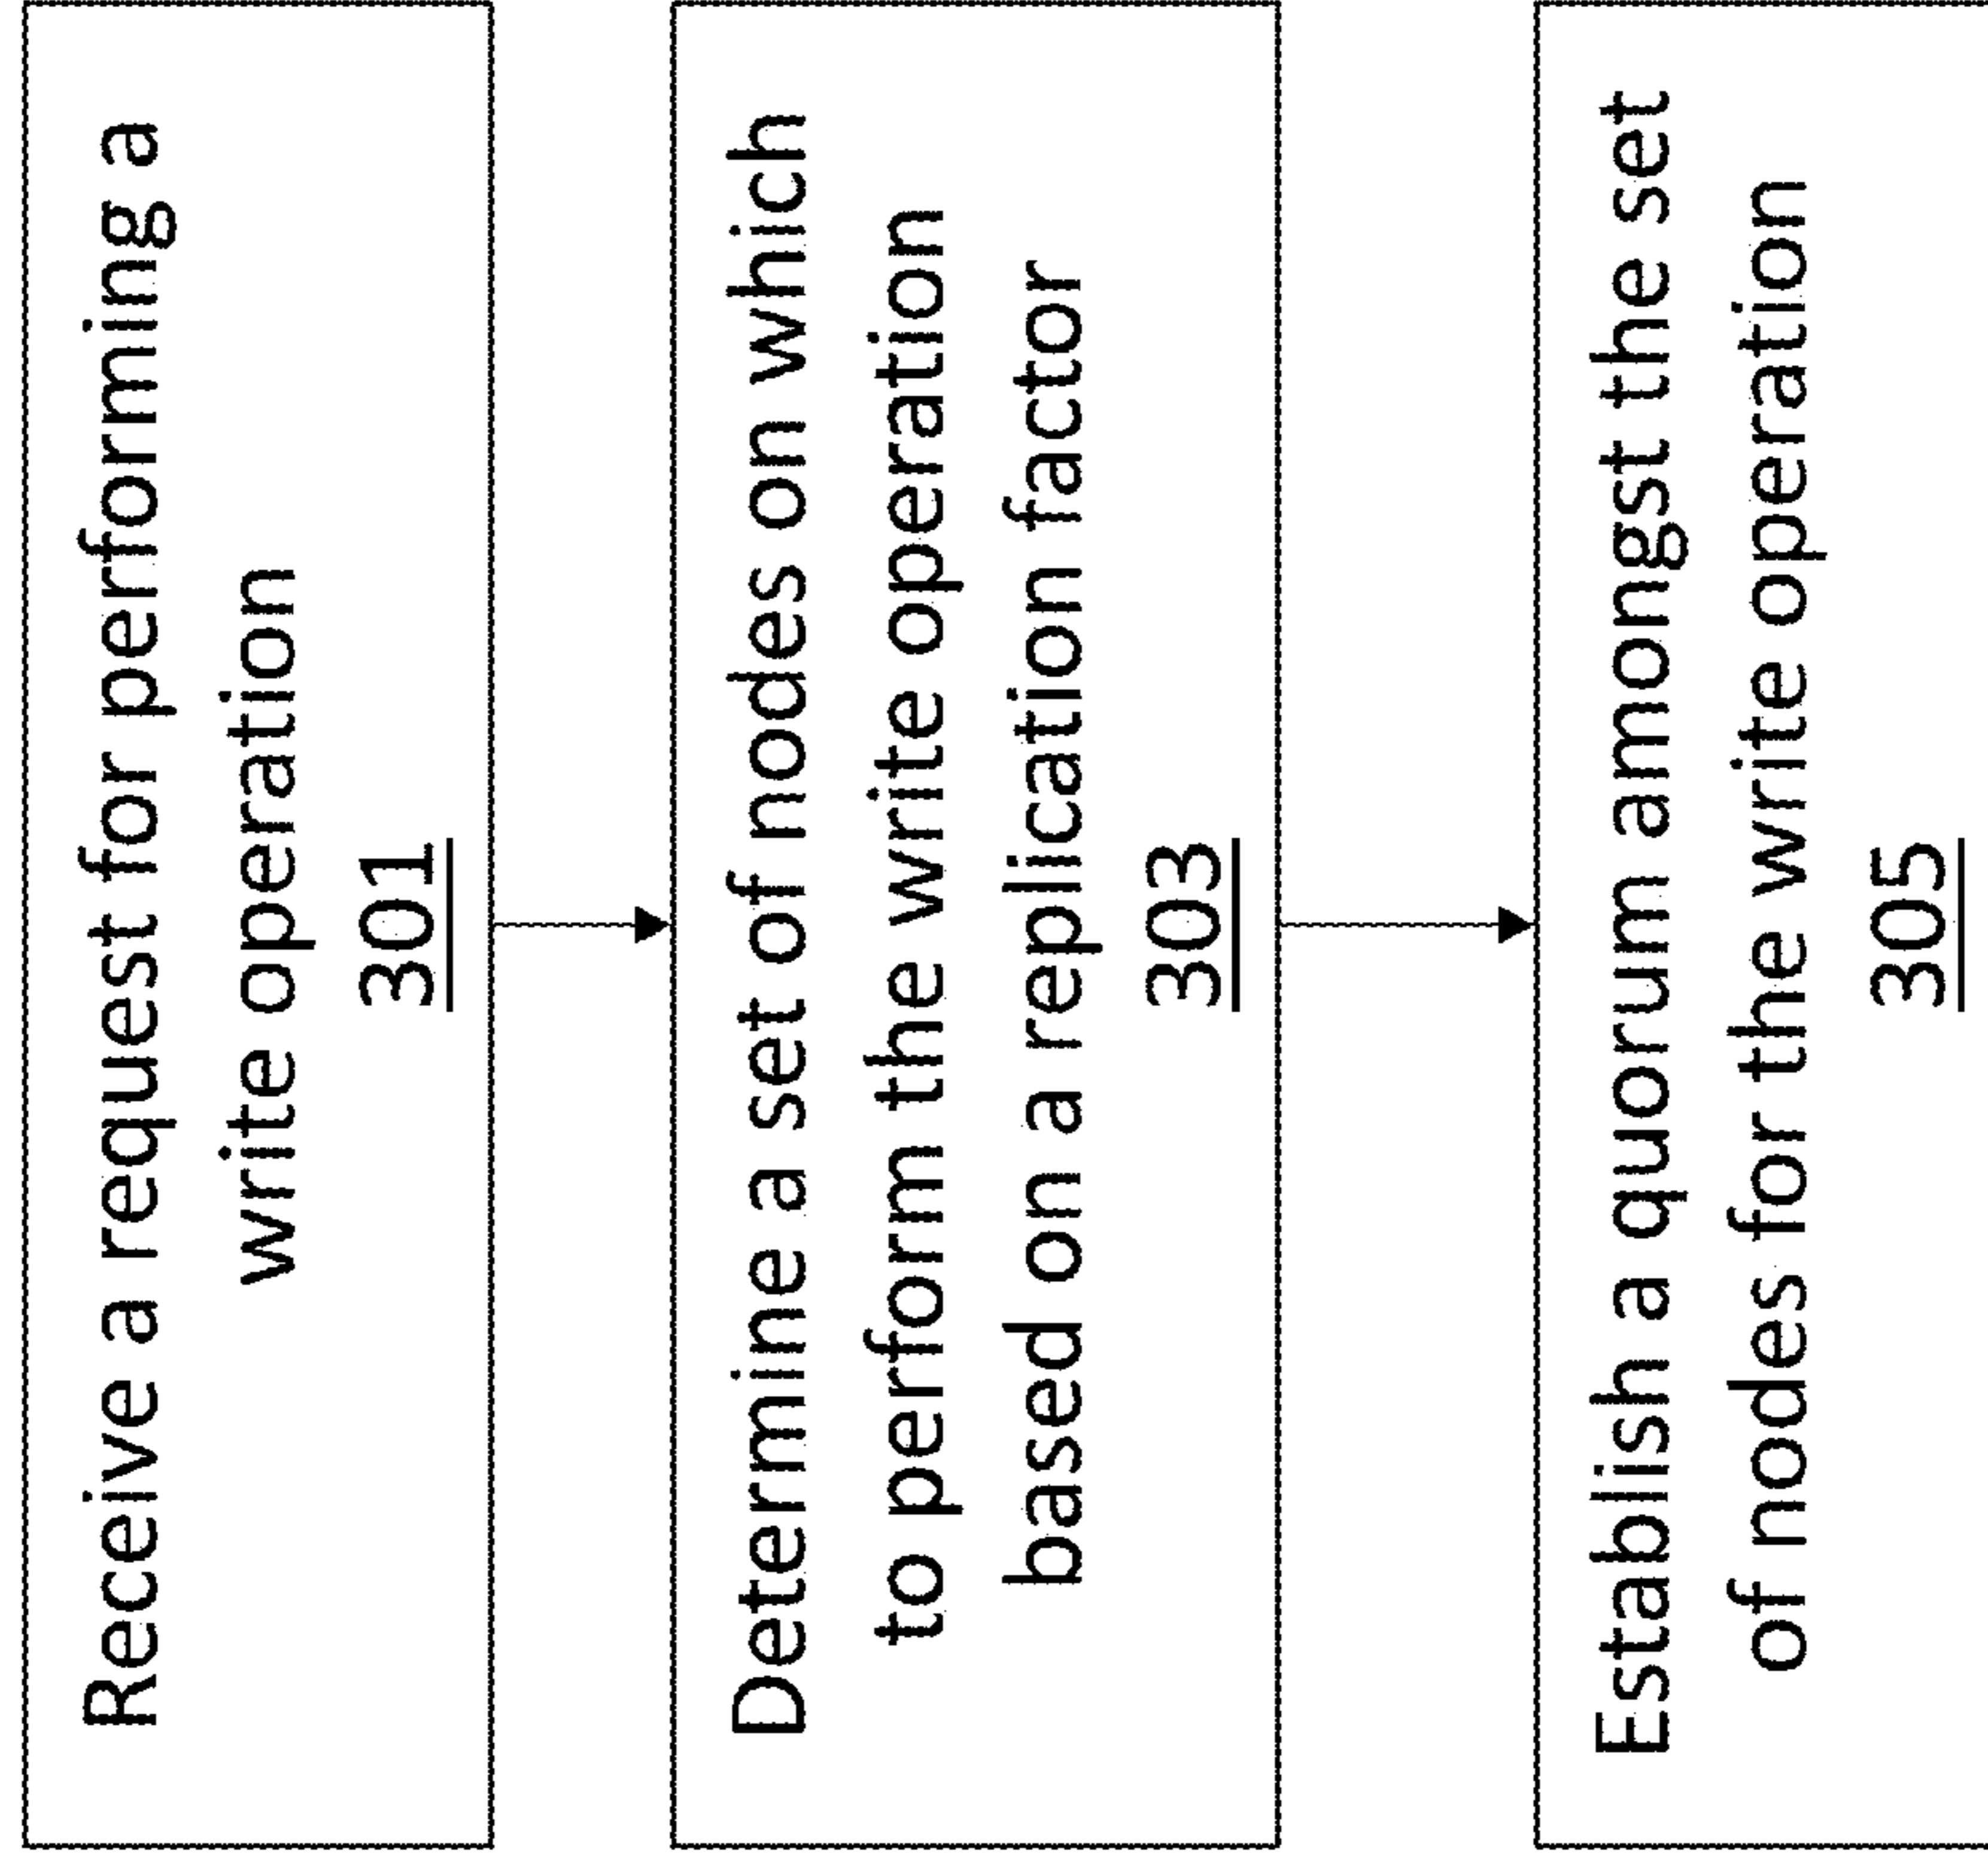 Receive a request for performing a
write operation
301
Determine a set of nodes on which
to perform the write operation
based on a replication factor
303
Establish a quorum amongst the set
of nodes for the write operation
305